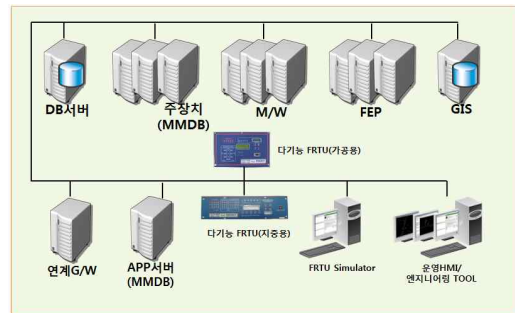 DB서버
주장치
(MMDB)
M/W
FEP
GIS
다기능 FRTU(가공용)
다기능 FRTU(지중용)
연계G/W
APP서버
(MMDB)
FRTU Simulator
운영HMI/
엔지니어링 TOOL